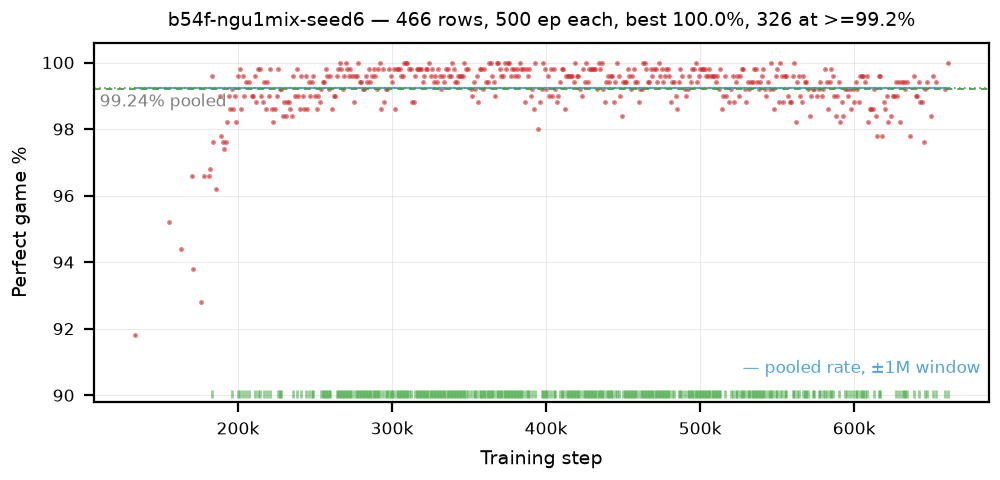 b54f-ngu1mix-seed6 — 466 rows, 500 ep each, best 100.0%, 326 at >=99.2%
100
98
96
94
92
90
Perfect game %
99.24% pooled
— pooled rate, ±1M window
200k
300k
400k
500k
600k
Training step